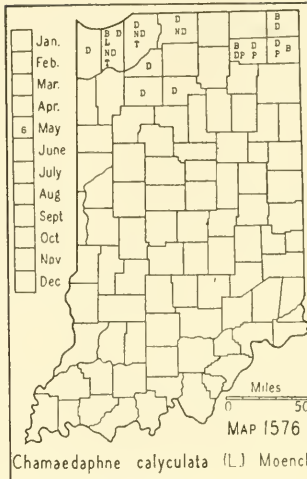 Jan.
Feb.
Mar.
Apr.
6 May
June
July
Aug
Sept
Oct
Nov
Dec
D
B D
L
ND
T
D
ND
T
D
ND
B
D
D
D
D
D
B
DP
D
P
D B
P
Miles
0 50
MAP 1576
Chamaedaphne calyculata (L.) Moench